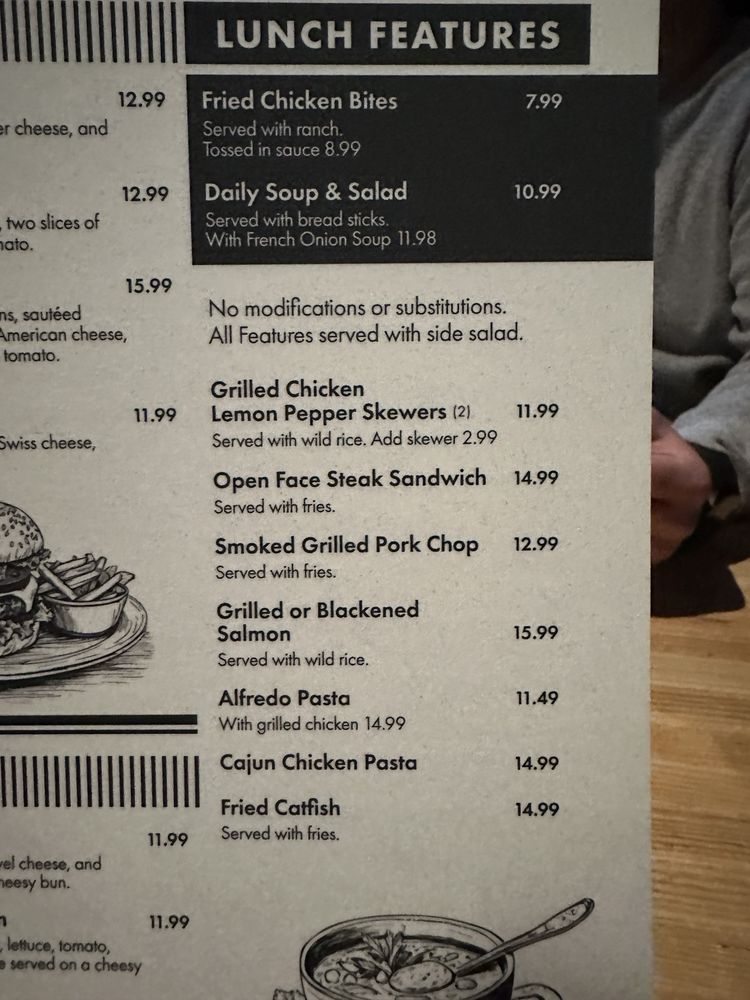 12.99
er cheese, and
12.99
, two slices of
nato.
15.99
ns, sautéed
American cheese,
tomato.
11.99
Swiss cheese,
11.99
vel cheese, and
neesy bun.
n 11.99
, lettuce, tomato,
e served on a cheesy
LUNCH FEATURES
Fried Chicken Bites 7.99
Served with ranch.
Tossed in sauce 8.99
Daily Soup & Salad 10.99
Served with bread sticks.
With French Onion Soup 11.98
No modifications or substitutions.
All Features served with side salad.
Grilled Chicken
Lemon Pepper Skewers (2) 11.99
Served with wild rice. Add skewer 2.99
Open Face Steak Sandwich 14.99
Served with fries.
Smoked Grilled Pork Chop 12.99
Served with fries.
Grilled or Blackened
Salmon 15.99
Served with wild rice.
Alfredo Pasta 11.49
With grilled chicken 14.99
Cajun Chicken Pasta 14.99
Fried Catfish 14.99
Served with fries.